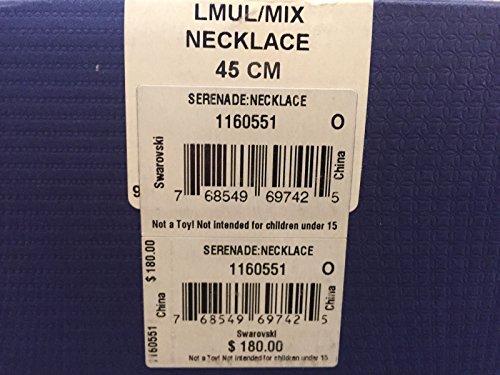 LMUL/MIX
NECKLACE
45 CM
SERENADE:NECKLACE
1160551 O
Swarovski
China
7 68549 69742 5
Not a Toy! Not intended for children under 15
$ 180.00
SERENADE:NECKLACE
1160551 O
1160551 China
China
7 68549 69742 5
Swarovski
$ 180.00
Not a Toy! Not intended for children under 15
9